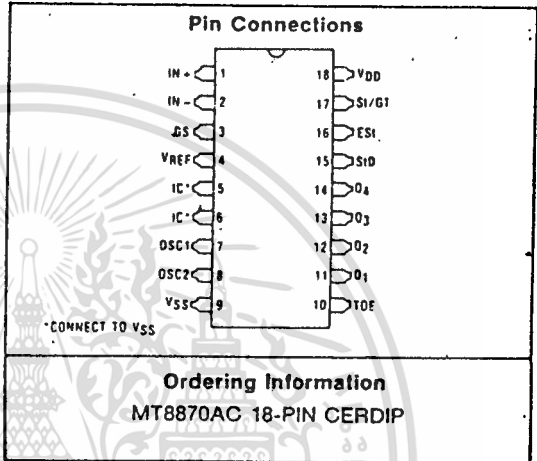 Pin Connections
IN + 1 18 VDD
IN - 2 17 St/GT
GS 3 16 ESt
VREF 4 15 StD
IC* 5 14 Q4
IC* 6 13 Q3
OSC1 7 12 Q2
OSC2 8 11 Q1
VSS 9 10 TOE
*CONNECT TO VSS
Ordering Information
MT8870AC 18-PIN CERDIP